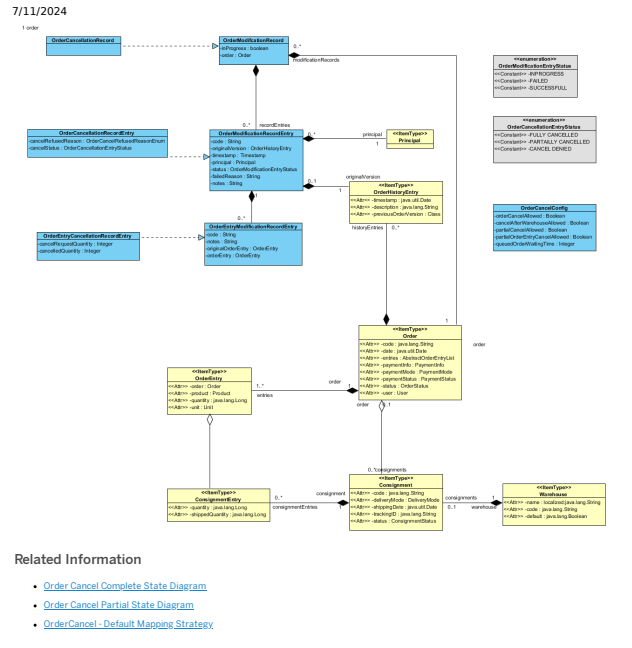 7/11/2024
1 order
OrderCancellationRecord
OrderModificationRecord
-inProgress : boolean
-order : Order
0..*
modificationRecords
<<enumeration>>
OrderModificationEntryStatus
<<Constant>> -INPROGRESS
<<Constant>> -FAILED
<<Constant>> -SUCCESSFULL
0..*
recordEntries
<<enumeration>>
OrderCancellationEntryStatus
<<Constant>> -FULLY CANCELLED
<<Constant>> -PARTAILLY CANCELLED
<<Constant>> -CANCEL DENIED
OrderCancellationRecordEntry
-cancelRefusedReason : OrderCancelRefusedReasonEnum
-cancelStatus : OrderCancellationEntryStatus
OrderModificationRecordEntry
-code : String
-originalVersion : OrderHistoryEntry
-timestamp : Timestamp
-principal : Principal
-status : OrderModificationEntryStatus
-failedReason : String
-notes : String
0..*
principal
1
<<ItemType>>
Principal
0..1
originalVersion
<<ItemType>>
OrderHistoryEntry
<<Attr>> -timestamp : java.util.Date
<<Attr>> -description : java.lang.String
<<Attr>> -previousOrderVersion : Class
1
0..*
historyEntries
0..*
OrderEntryCancellationRecordEntry
-cancelRequestQuantity : Integer
-cancelledQuantity : Integer
OrderEntryModificationRecordEntry
-code : String
-notes : String
-originalOrderEntry : OrderEntry
-orderEntry : OrderEntry
OrderCancelConfig
-orderCancelAllowed : Boolean
-cancelAfterWarehouseAllowed : Boolean
-partialCancelAllowed : Boolean
-partialOrderEntryCancelAllowed : Boolean
-queuedOrderWaitingTime : Integer
1
order
<<ItemType>>
Order
<<Attr>> -code : java.lang.String
<<Attr>> -date : java.util.Date
<<Attr>> -entries : AbstractOrderEntryList
<<Attr>> -paymentInfo : PaymentInfo
<<Attr>> -paymentMode : PaymentMode
<<Attr>> -paymentStatus : PaymentStatus
<<Attr>> -status : OrderStatus
<<Attr>> -user : User
<<ItemType>>
OrderEntry
<<Attr>> -order : Order
<<Attr>> -product : Product
<<Attr>> -quantity : java.lang.Long
<<Attr>> -unit : Unit
1..*
entries
order
1
order
0..1
0..*
consignments
<<ItemType>>
ConsignmentEntry
<<Attr>> -quantity : java.lang.Long
<<Attr>> -shippedQuantity : java.lang.Long
0..*
consignmentEntries
consignment
1
<<ItemType>>
Consignment
<<Attr>> -code : java.lang.String
<<Attr>> -deliveryMode : DeliveryMode
<<Attr>> -shippingDate : java.util.Date
<<Attr>> -trackingID : java.lang.String
<<Attr>> -status : ConsignmentStatus
consignments
0..1
1
warehouse
<<ItemType>>
Warehouse
<<Attr>> -name : localized:java.lang.String
<<Attr>> -code : java.lang.String
<<Attr>> -default : java.lang.Boolean
Related Information
Order Cancel Complete State Diagram
Order Cancel Partial State Diagram
OrderCancel - Default Mapping Strategy